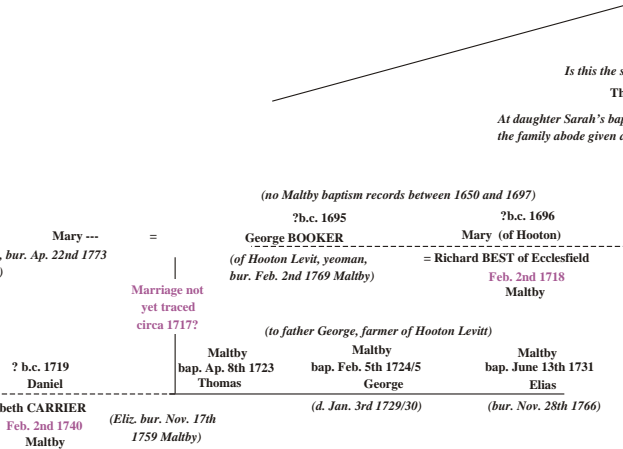 Is this the s
Th
At daughter Sarah's bap
the family abode given a
(no Maltby baptism records between 1650 and 1697)
?b.c. 1695
?b.c. 1696
Mary ---
=
George BOOKER
Mary (of Hooton)
, bur. Ap. 22nd 1773
)
(of Hooton Levit, yeoman,
bur. Feb. 2nd 1769 Maltby)
= Richard BEST of Ecclesfield
Feb. 2nd 1718
Maltby
Marriage not
yet traced
circa 1717?
(to father George, farmer of Hooton Levitt)
? b.c. 1719
Daniel
Maltby
bap. Ap. 8th 1723
Thomas
Maltby
bap. Feb. 5th 1724/5
George
Maltby
bap. June 13th 1731
Elias
beth CARRIER
Feb. 2nd 1740
Maltby
(Eliz. bur. Nov. 17th
1759 Maltby)
(d. Jan. 3rd 1729/30)
(bur. Nov. 28th 1766)